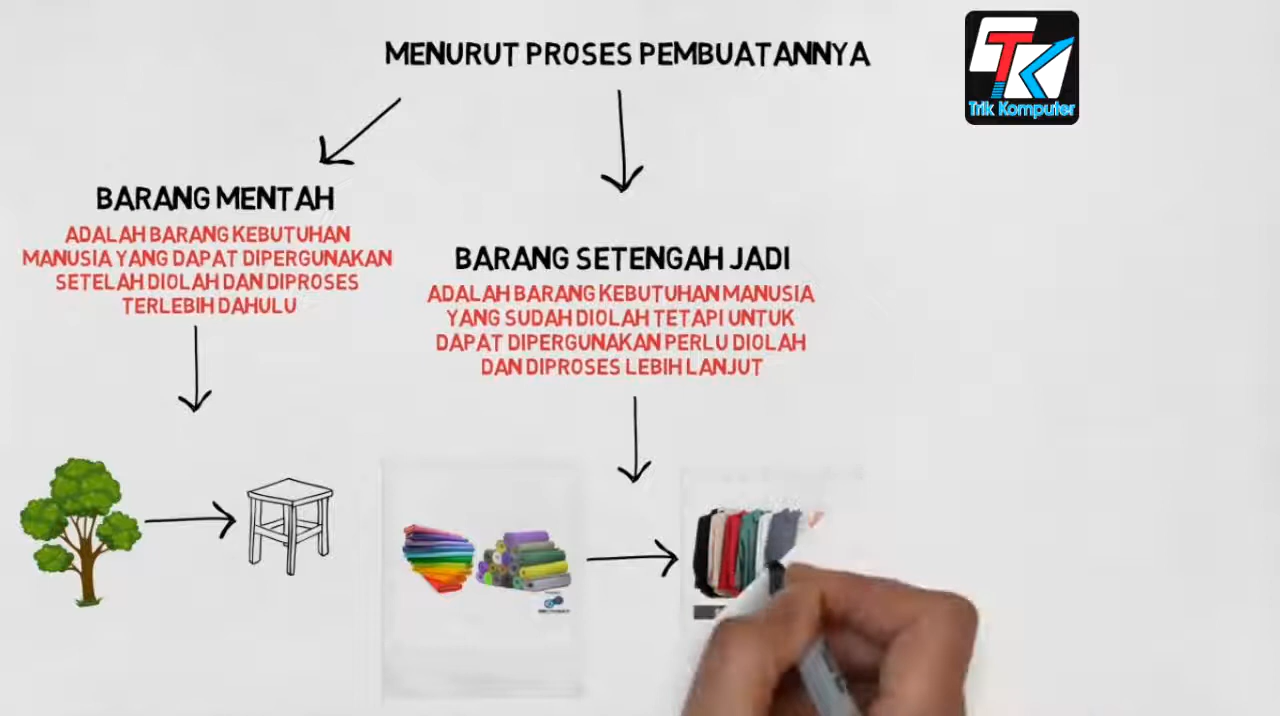 MENURUT PROSES PEMBUATANNYA
TK
Trik Komputer
BARANG MENTAH
ADALAH BARANG KEBUTUHAN
MANUSIA YANG DAPAT DIPERGUNAKAN
SETELAH DIOLAH DAN DIPROSES
TERLEBIH DAHULU
BARANG SETENGAH JADI
ADALAH BARANG KEBUTUHAN MANUSIA
YANG SUDAH DIOLAH TETAPI UNTUK
DAPAT DIPERGUNAKAN PERLU DIOLAH
DAN DIPROSES LEBIH LANJUT